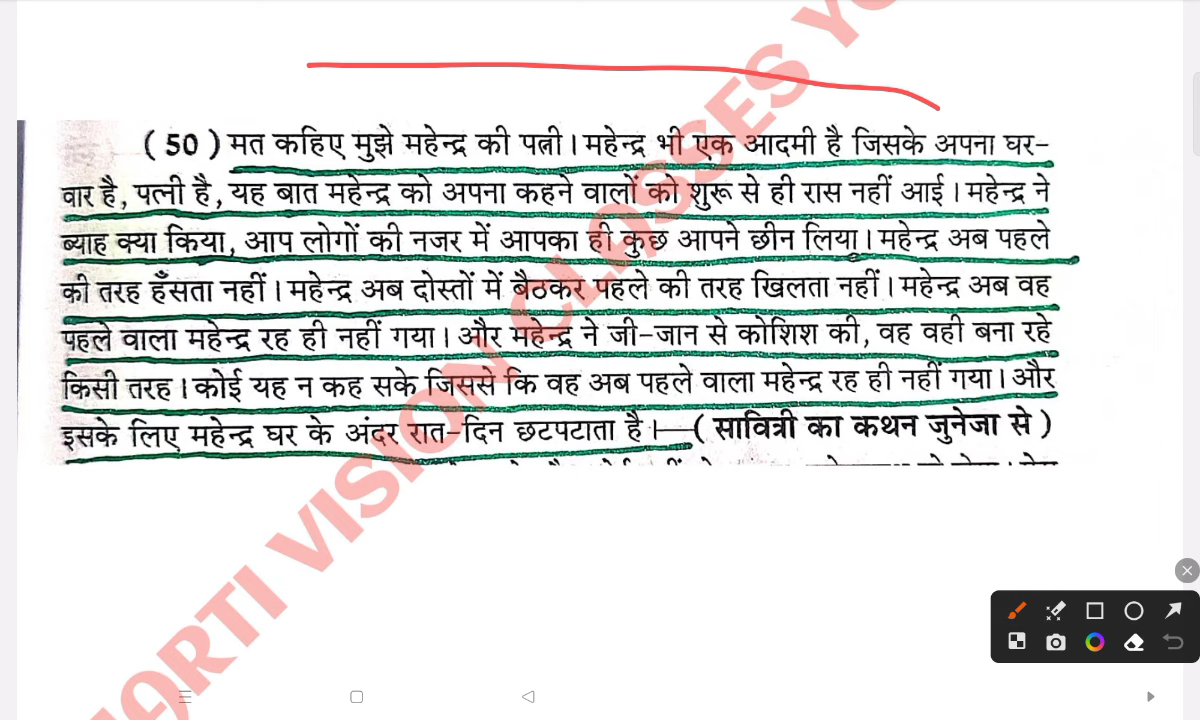 ( 50 ) मत कहिए मुझे महेन्द्र की पत्नी। महेन्द्र भी एक आदमी है जिसके अपना घर-
वार है, पत्नी है, यह बात महेन्द्र को अपना कहने वालों को शुरू से ही रास नहीं आई। महेन्द्र ने
ब्याह क्या किया, आप लोगों की नजर में आपका ही कुछ आपने छीन लिया। महेन्द्र अब पहले
की तरह हँसता नहीं। महेन्द्र अब दोस्तों में बैठकर पहले की तरह खिलता नहीं। महेन्द्र अब वह
पहले वाला महेन्द्र रह ही नहीं गया। और महेन्द्र ने जी-जान से कोशिश की, वह वही बना रहे
किसी तरह। कोई यह न कह सके जिससे कि वह अब पहले वाला महेन्द्र रह ही नहीं गया। और
इसके लिए महेन्द्र घर के अंदर रात-दिन छटपटाता है।—( सावित्री का कथन जुनेजा से )
ARTI VISION CLASSES